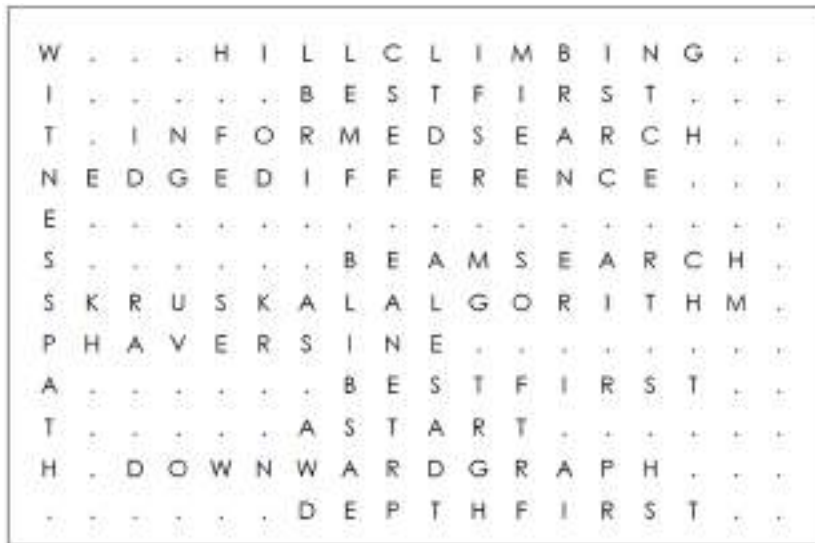 W . . . H I L L C L I M B I N G . .
I . . . . . B E S T F I R S T . . .
T . I N F O R M E D S E A R C H . .
N E D G E D I F F E R E N C E . . .
E . . . . . . . . . . . . . . . . .
S . . . . . . B E A M S E A R C H .
S K R U S K A L A L G O R I T H M .
P H A V E R S I N E . . . . . . . .
A . . . . . . B E S T F I R S T . .
T . . . . . A S T A R T . . . . . .
H . D O W N W A R D G R A P H . . .
. . . . . . D E P T H F I R S T . .